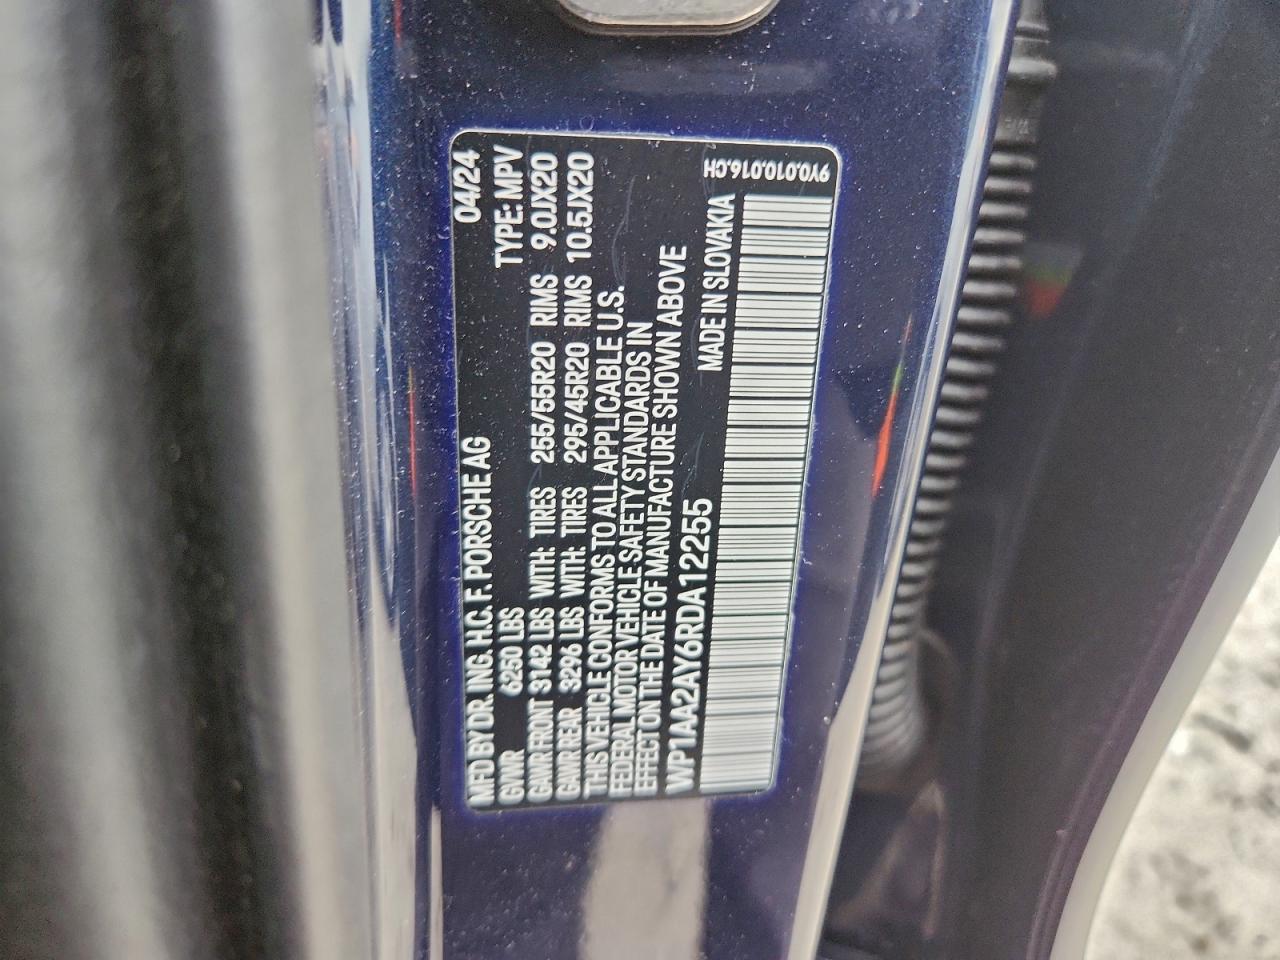 MFD BY DR. ING. H.C. F. PORSCHE AG 04/24
GVWR 6250 LBS TYPE: MPV
GAWR FRONT 3142 LBS WITH: TIRES 255/55R20 RIMS 9.0JX20
GAWR REAR 3296 LBS WITH: TIRES 295/45R20 RIMS 10.5JX20
THIS VEHICLE CONFORMS TO ALL APPLICABLE U.S.
FEDERAL MOTOR VEHICLE SAFETY STANDARDS IN
EFFECT ON THE DATE OF MANUFACTURE SHOWN ABOVE
WP1AA2AY6RDA12255 MADE IN SLOVAKIA
9Y0.010.016.CH